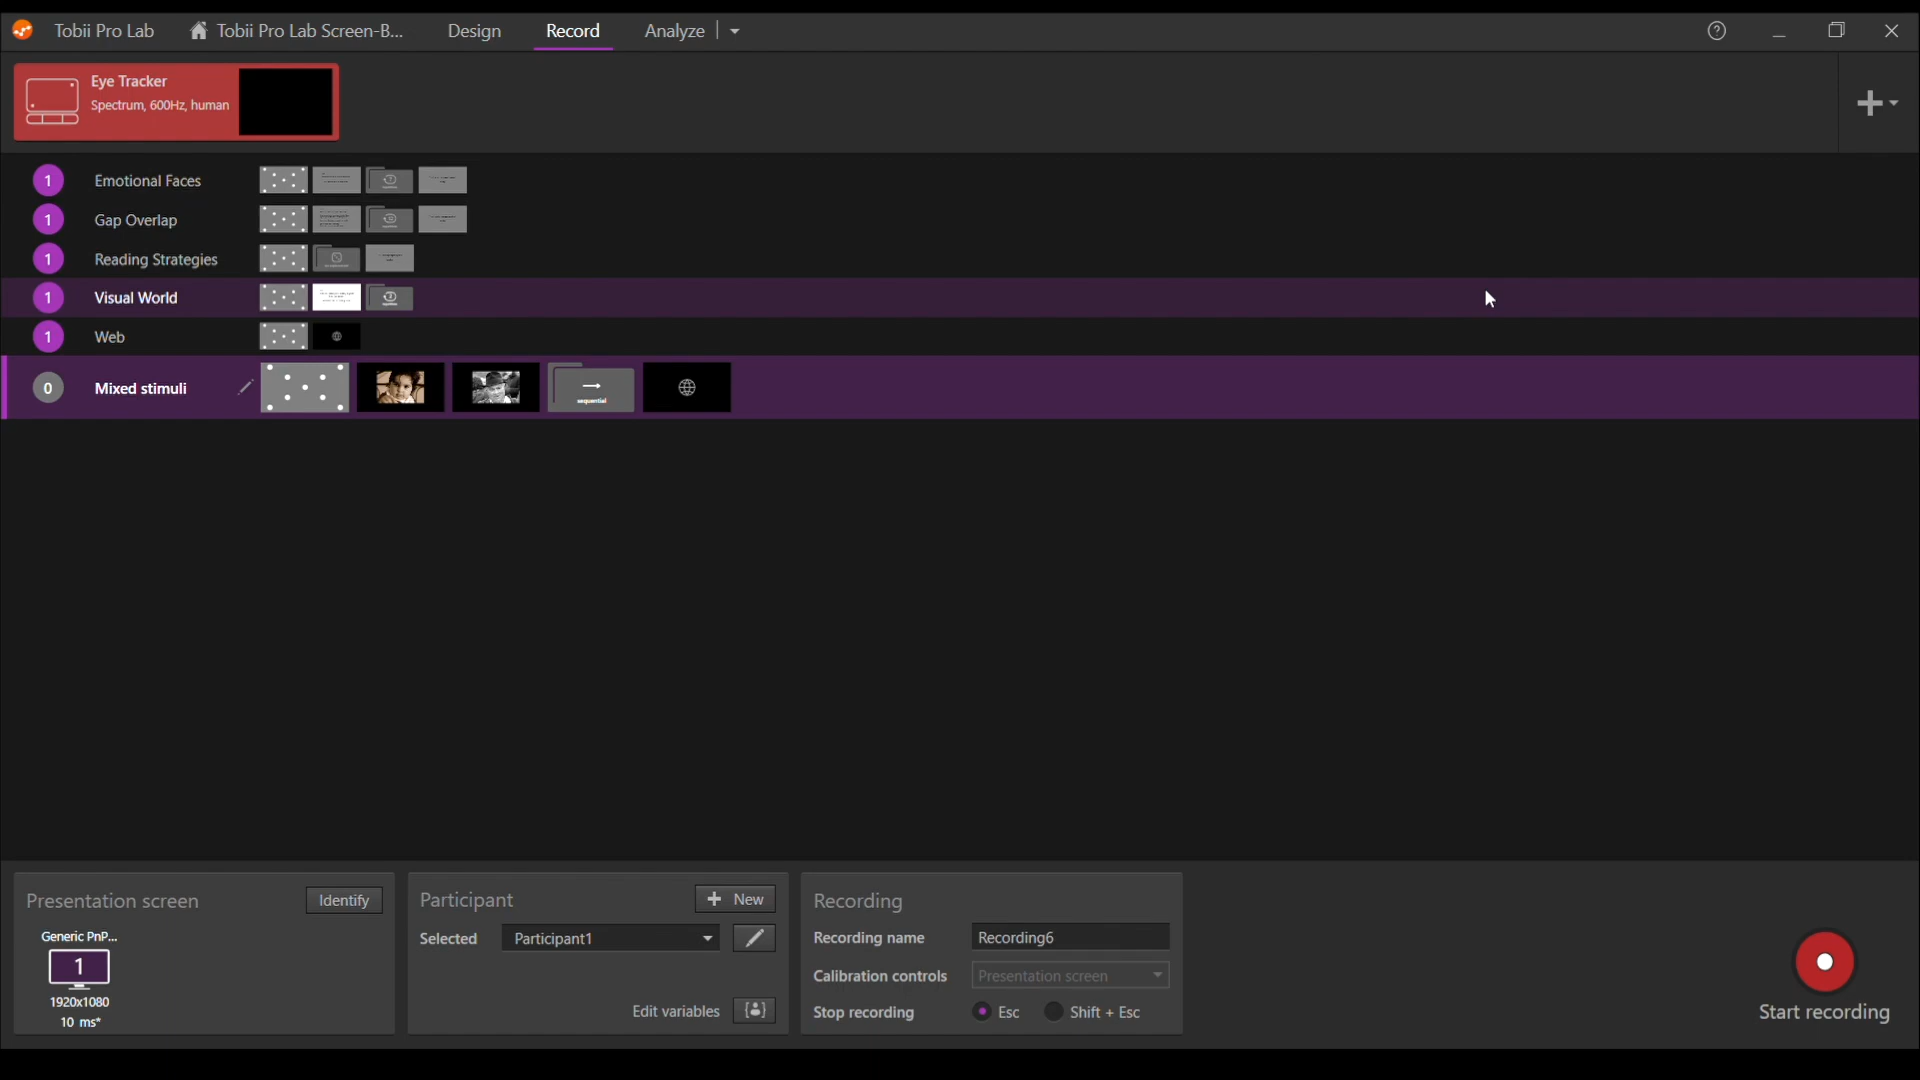 Tobii Pro Lab
Tobii Pro Lab Screen-B...
Design
Record
Analyze
Eye Tracker
Spectrum, 600Hz, human
1 Emotional Faces
1 Gap Overlap
1 Reading Strategies
1 Visual World
1 Web
0 Mixed stimuli
sequential
Presentation screen
Identify
Generic PnP...
1
1920x1080
10 ms*
Participant
+ New
Selected
Participant1
Edit variables
Recording
Recording name
Recording6
Calibration controls
Presentation screen
Stop recording
Esc
Shift + Esc
Start recording